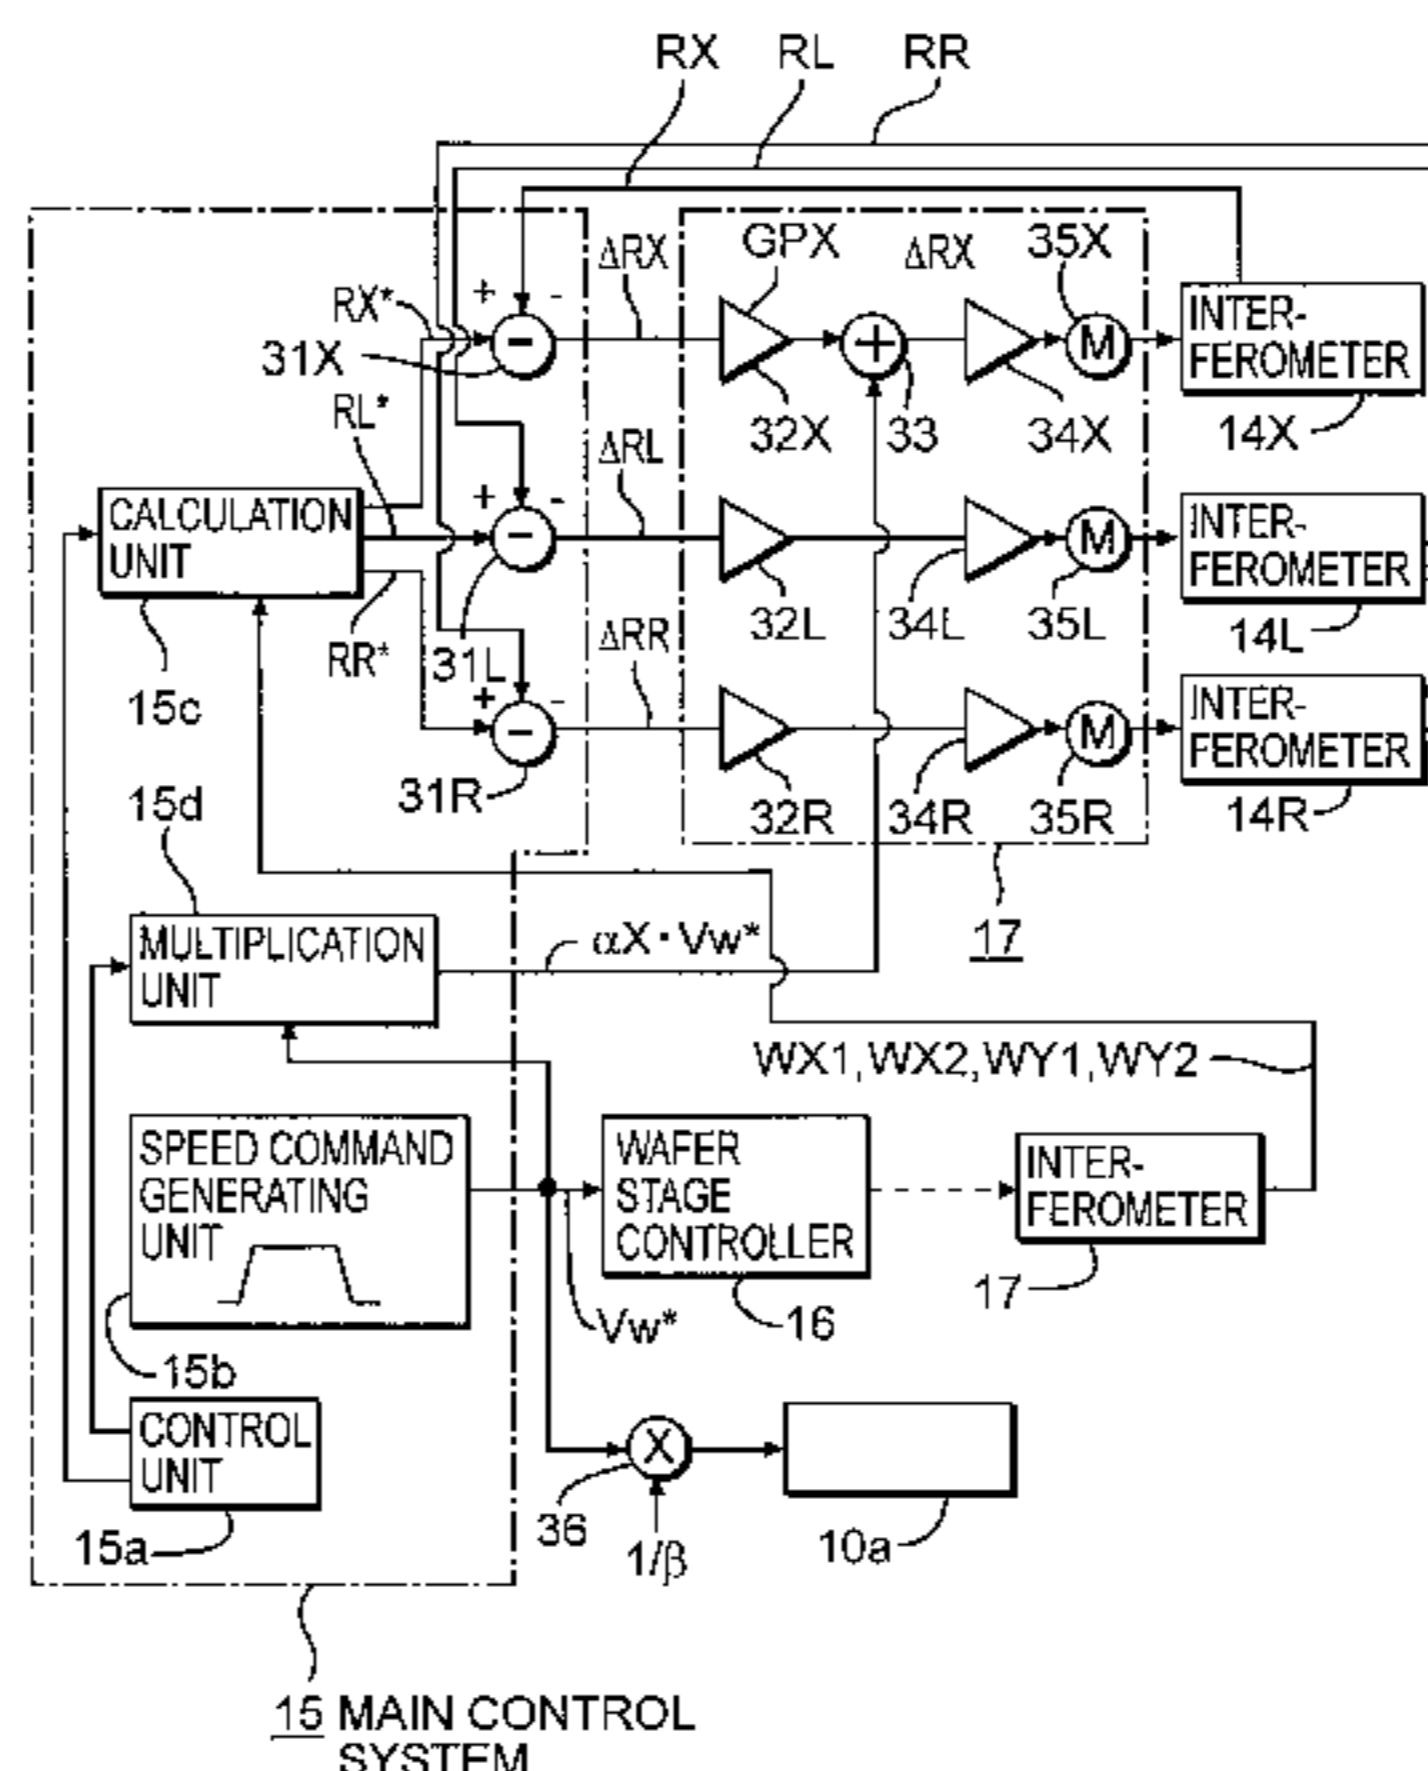 RX RL RR
ΔRX GPX ΔRX 35X
RX* + - - + M INTER-
FEROMETER
31X
32X 33 34X 14X
RL* ΔRL
+ -
CALCULATION
UNIT
- M INTER-
FEROMETER
32L 34L 35L 14L
RR* 31L ΔRR
15c + -
- M INTER-
FEROMETER
31R 32R 34R 35R 14R
15d
MULTIPLICATION
UNIT
αX・Vw* 17
WX1,WX2,WY1,WY2
SPEED COMMAND
GENERATING
UNIT
WAFER
STAGE
CONTROLLER
INTER-
FEROMETER
17
16
Vw*
15b
CONTROL
UNIT
X
15a 36 1/β 10a
15 MAIN CONTROL
SYSTEM